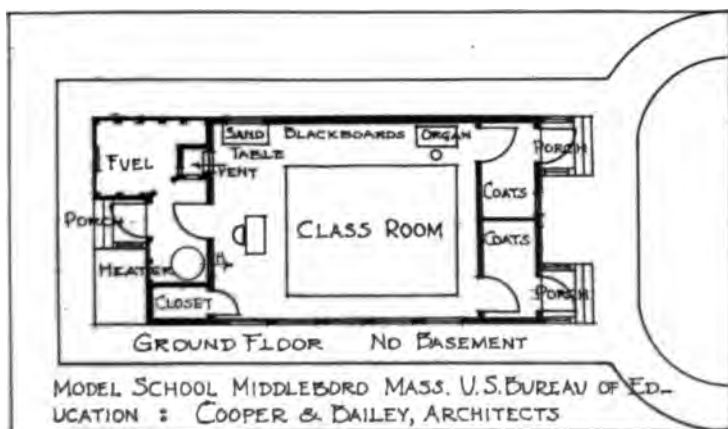 SAND BLACKBOARDS ORGAN
TABLE
PORCH
FUEL
VENT
COATS
PORCH
CLASS ROOM
COATS
HEATER
PORCH
CLOSET
GROUND FLOOR NO BASEMENT
MODEL SCHOOL MIDDLEBORO MASS. U.S. BUREAU OF ED-
UCATION : COOPER & BAILEY, ARCHITECTS